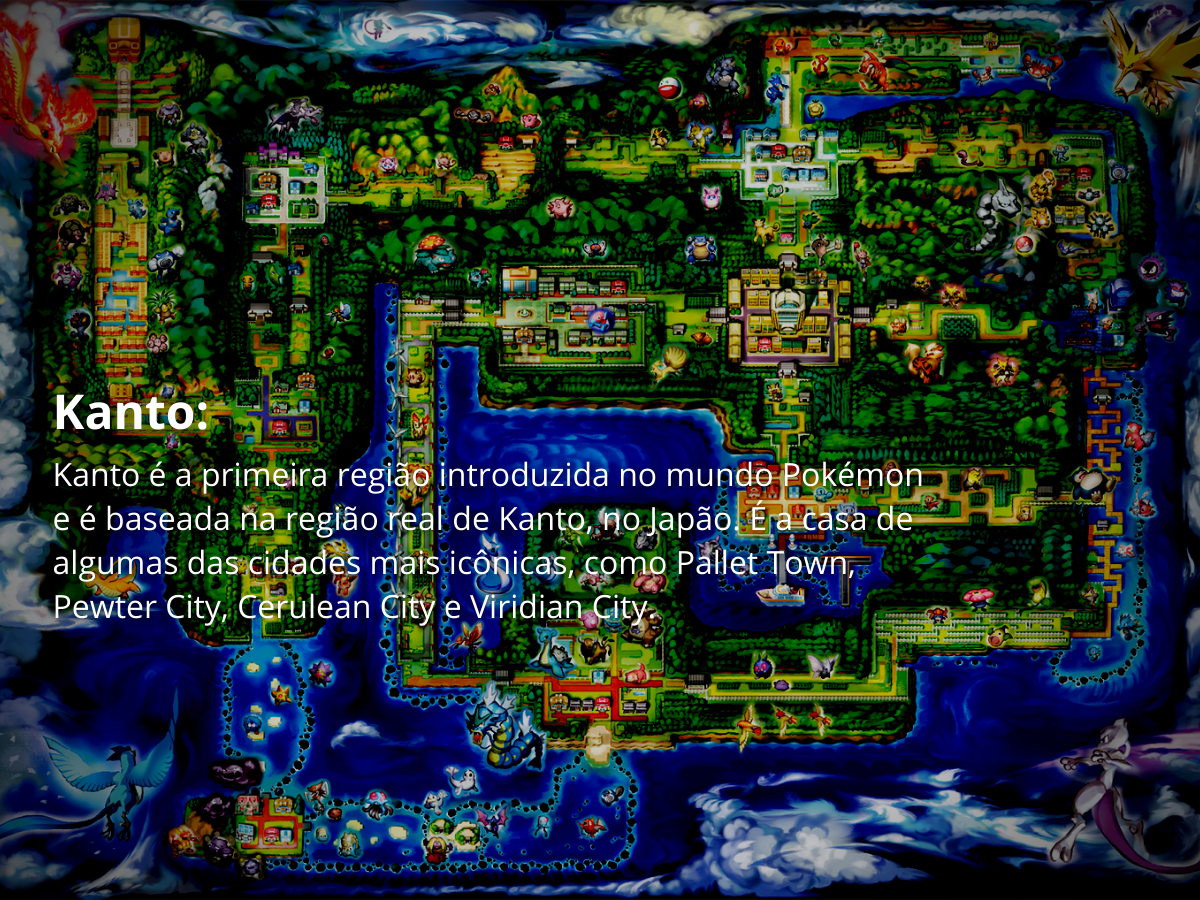 Kanto:
Kanto é a primeira região introduzida no mundo Pokémon
e é baseada na região real de Kanto, no Japão. É a casa de
algumas das cidades mais icônicas, como Pallet Town,
Pewter City, Cerulean City e Viridian City.